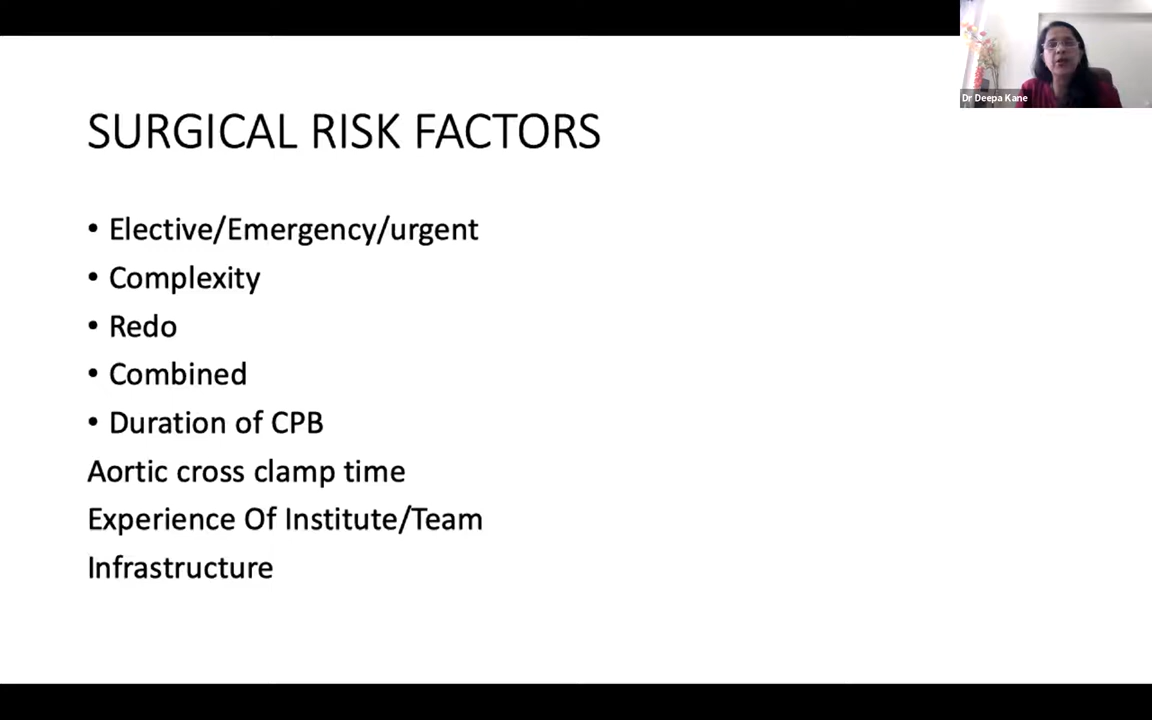 Dr Deepa Kane
SURGICAL RISK FACTORS
• Elective/Emergency/urgent
• Complexity
• Redo
• Combined
• Duration of CPB
Aortic cross clamp time
Experience Of Institute/Team
Infrastructure